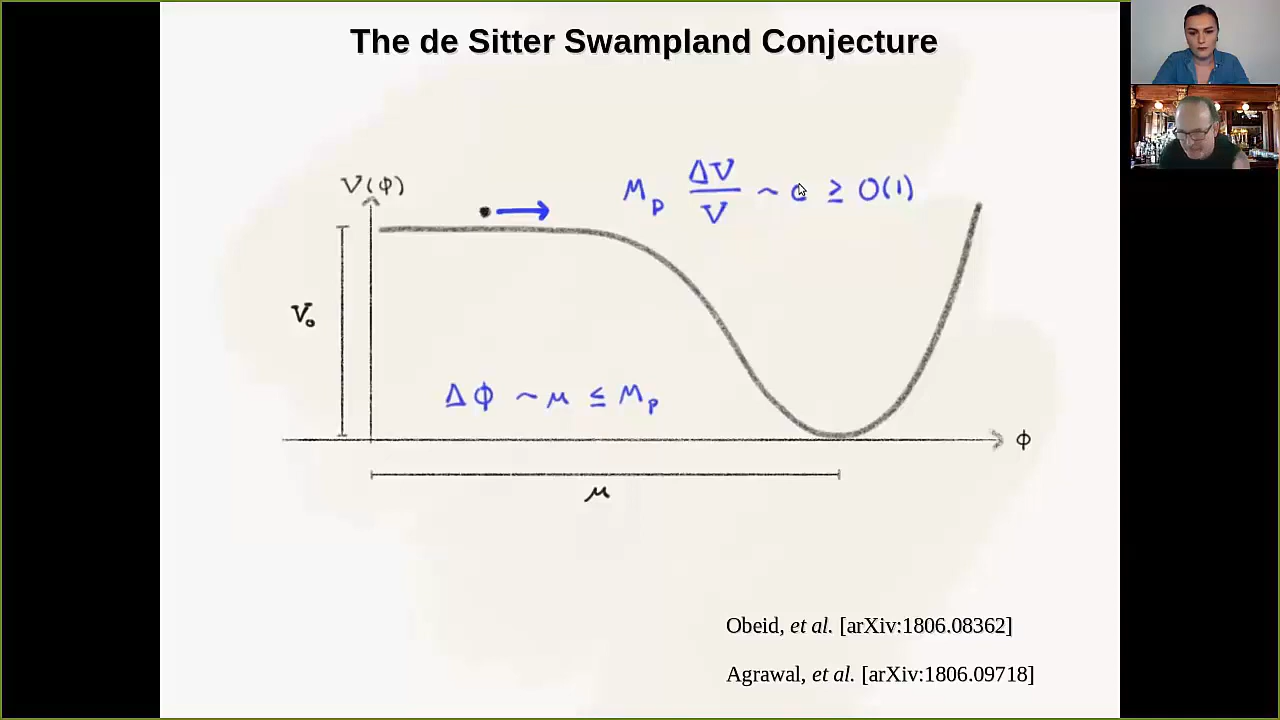 The de Sitter Swampland Conjecture
V(ϕ)
M_p ΔV/V ~ c ≥ O(1)
V₀
Δϕ ~ μ ≤ M_p
ϕ
μ
Obeid, et al. [arXiv:1806.08362]
Agrawal, et al. [arXiv:1806.09718]